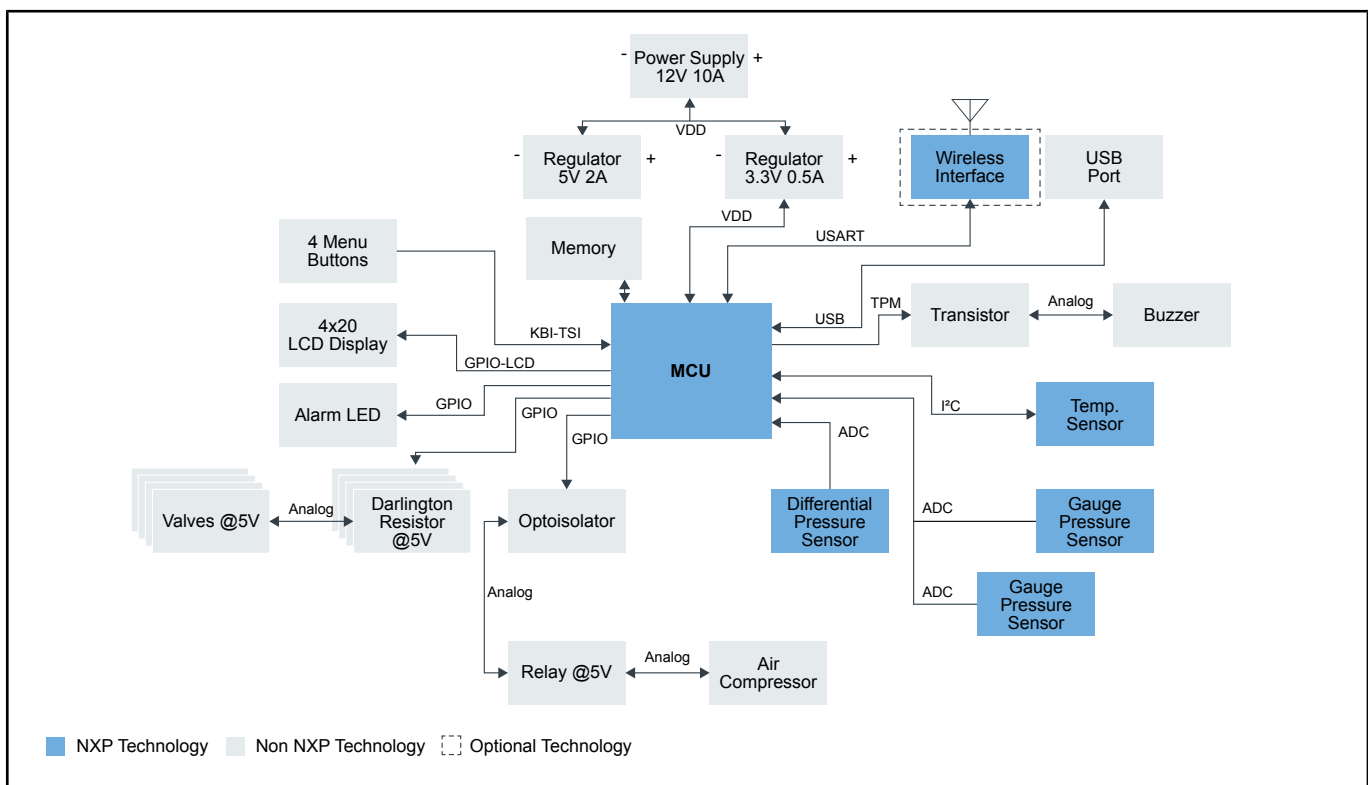 - Power Supply +
12V 10A
VDD
- Regulator +
5V 2A
- Regulator +
3.3V 0.5A
Wireless
Interface
USB
Port
VDD
USART
4 Menu
Buttons
Memory
4x20
LCD Display
KBI-TSI
GPIO-LCD
MCU
USB
TPM
Transistor
Analog
Buzzer
Alarm LED
GPIO
GPIO
GPIO
I²C
Temp.
Sensor
ADC
Valves @5V
Analog
Darlington
Resistor
@5V
Optoisolator
Differential
Pressure
Sensor
ADC
Gauge
Pressure
Sensor
Analog
ADC
Gauge
Pressure
Sensor
Relay @5V
Analog
Air
Compressor
NXP Technology
Non NXP Technology
Optional Technology